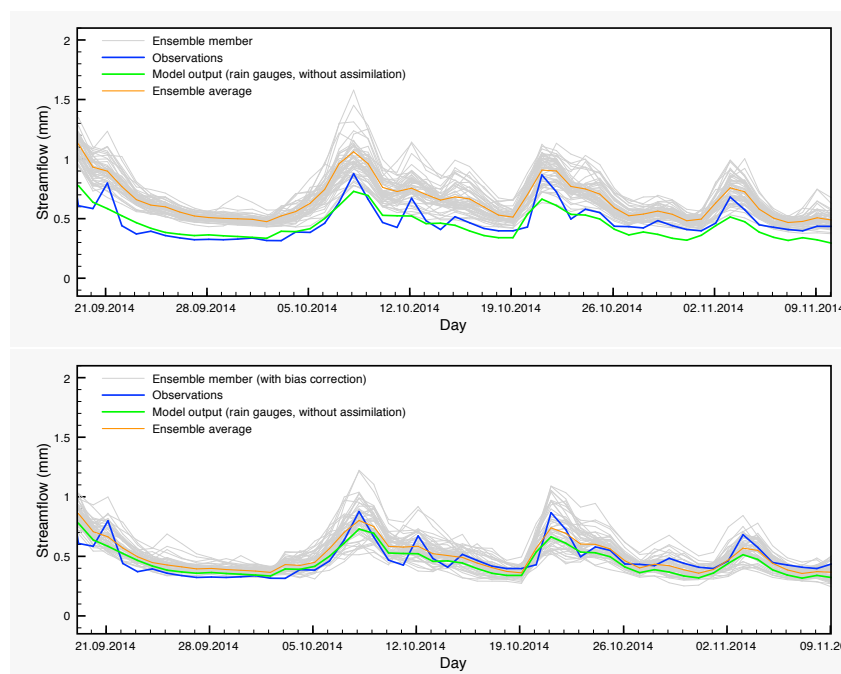 2
Ensemble member
Observations
Model output (rain gauges, without assimilation)
Ensemble average
1.5
1
0.5
0
Streamflow (mm)
21.09.2014 28.09.2014 05.10.2014 12.10.2014 19.10.2014 26.10.2014 02.11.2014 09.11.2014
Day
2
Ensemble member (with bias correction)
Observations
Model output (rain gauges, without assimilation)
Ensemble average
1.5
1
0.5
0
Streamflow (mm)
21.09.2014 28.09.2014 05.10.2014 12.10.2014 19.10.2014 26.10.2014 02.11.2014 09.11.20
Day